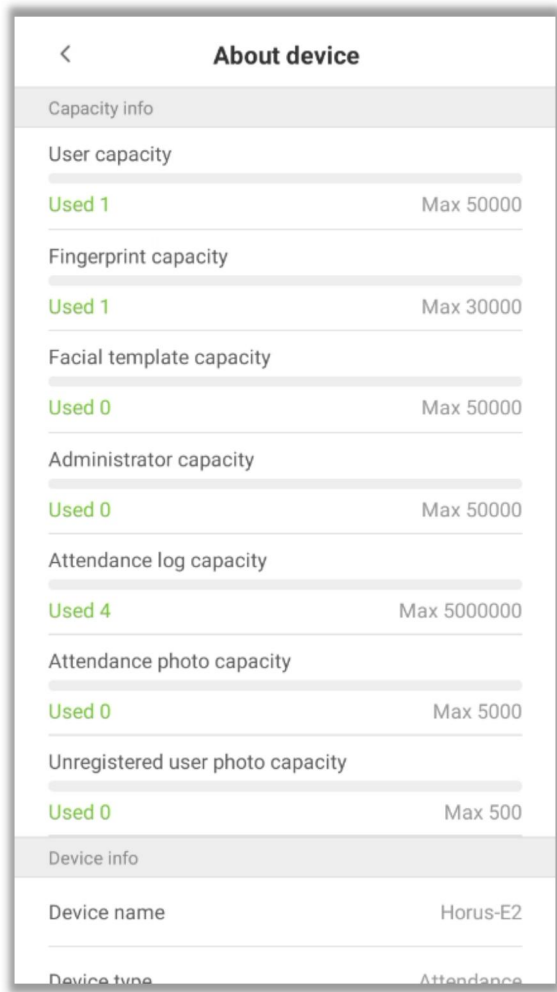 About device
Capacity info
User capacity
Used 1 Max 50000
Fingerprint capacity
Used 1 Max 30000
Facial template capacity
Used 0 Max 50000
Administrator capacity
Used 0 Max 50000
Attendance log capacity
Used 4 Max 5000000
Attendance photo capacity
Used 0 Max 5000
Unregistered user photo capacity
Used 0 Max 500
Device info
Device name Horus-E2
Device type Attendance